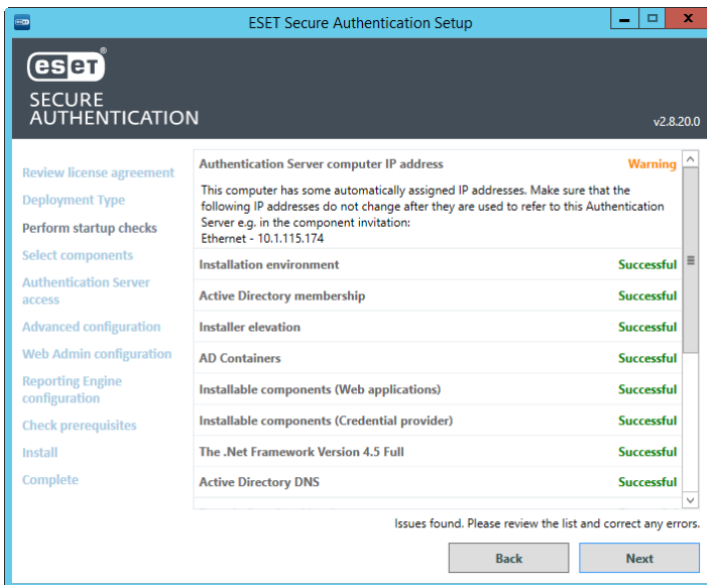 eset
ESET Secure Authentication Setup
eset
®
SECURE
AUTHENTICATION
v2.8.20.0
Review license agreement
Deployment Type
Perform startup checks
Select components
Authentication Server
access
Advanced configuration
Web Admin configuration
Reporting Engine
configuration
Check prerequisites
Install
Complete
Authentication Server computer IP address Warning
This computer has some automatically assigned IP addresses. Make sure that the
following IP addresses do not change after they are used to refer to this Authentication
Server e.g. in the component invitation:
Ethernet - 10.1.115.174
Installation environment Successful
Active Directory membership Successful
Installer elevation Successful
AD Containers Successful
Installable components (Web applications) Successful
Installable components (Credential provider) Successful
The .Net Framework Version 4.5 Full Successful
Active Directory DNS Successful
Issues found. Please review the list and correct any errors.
Back Next